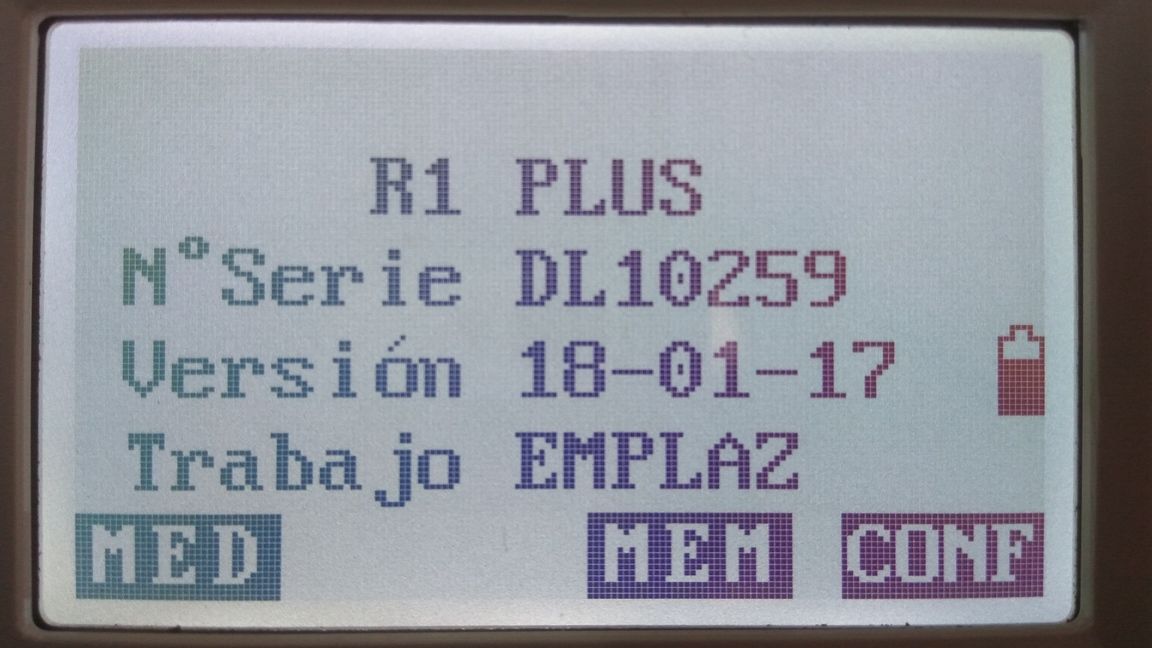 R1 PLUS
N°Serie DL10259
Versión 18-01-17
Trabajo EMPLAZ
MED MEM CONF